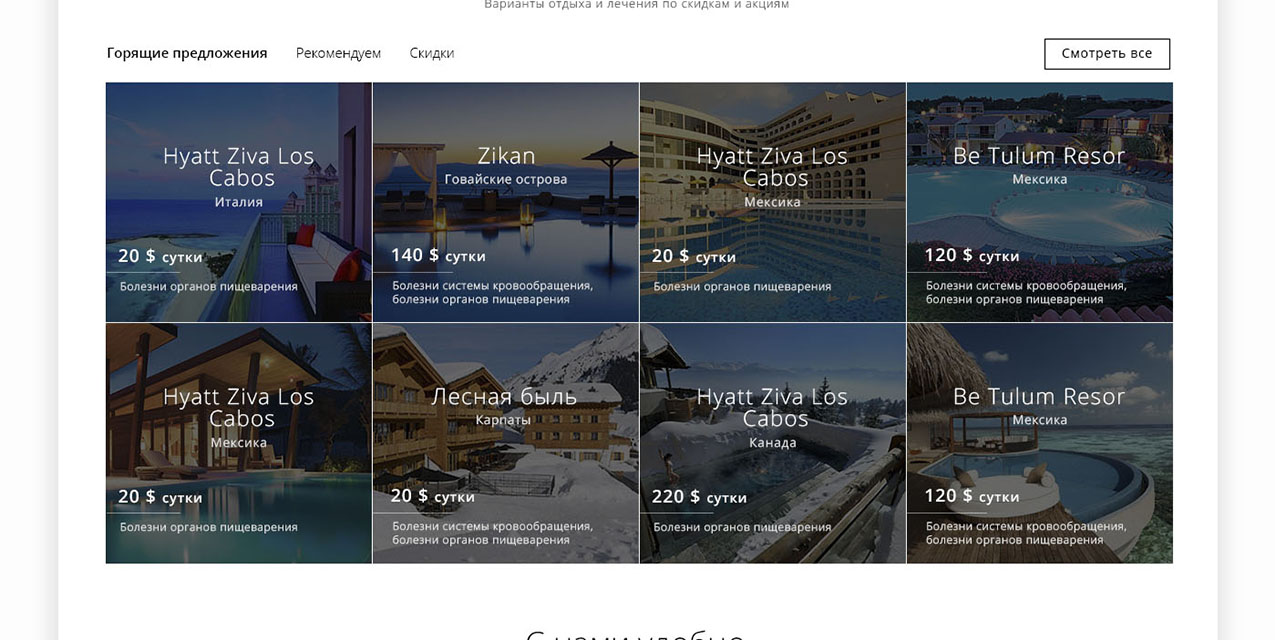 Варианты отдыха и лечения по скидкам и акциям
Горящие предложения Рекомендуем Скидки Смотреть все
Hyatt Ziva Los
Cabos
Италия
20 $ сутки
Болезни органов пищеварения
Zikan
Говайские острова
140 $ сутки
Болезни системы кровообращения,
болезни органов пищеварения
Hyatt Ziva Los
Cabos
Мексика
20 $ сутки
Болезни органов пищеварения
Be Tulum Resor
Мексика
120 $ сутки
Болезни системы кровообращения,
болезни органов пищеварения
Hyatt Ziva Los
Cabos
Мексика
20 $ сутки
Болезни органов пищеварения
Лесная быль
Карпаты
20 $ сутки
Болезни системы кровообращения,
болезни органов пищеварения
Hyatt Ziva Los
Cabos
Канада
220 $ сутки
Болезни органов пищеварения
Be Tulum Resor
Мексика
120 $ сутки
Болезни системы кровообращения,
болезни органов пищеварения
С нами удобно